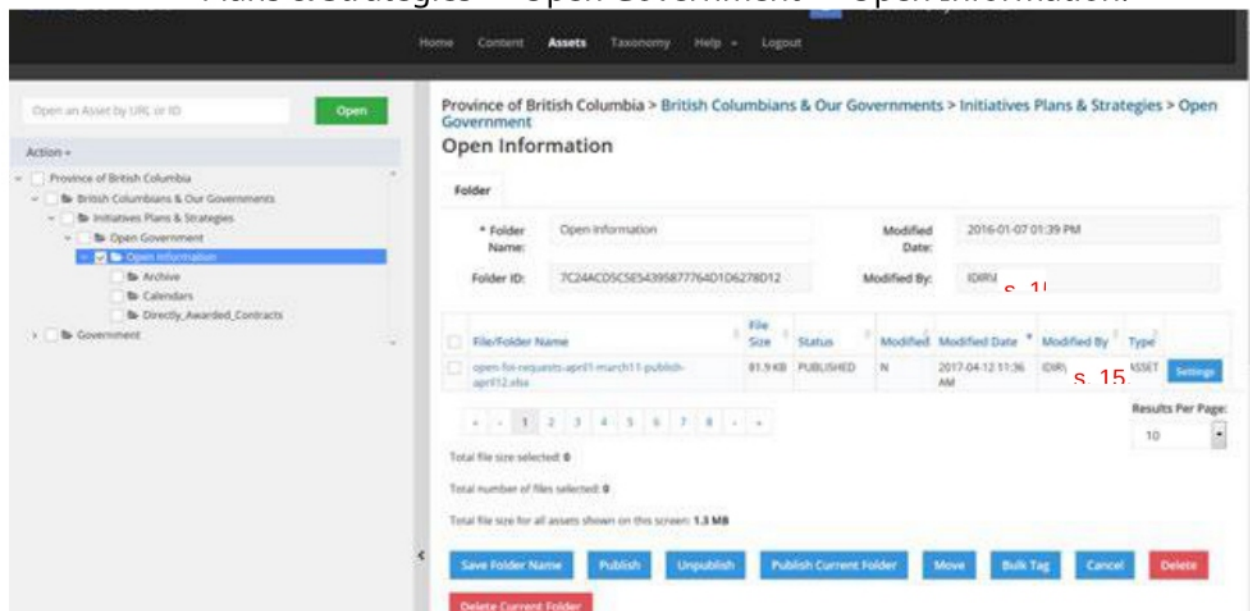 Plans & Strategies Open Government Open Information.
Home Content Assets Taxonomy Help Logout
Open an Asset by URL or ID Open
Action
Province of British Columbia
British Columbians & Our Governments
Initiatives Plans & Strategies
Open Government
Open Information
Archive
Calendars
Directly_Awarded_Contracts
Government
Province of British Columbia > British Columbians & Our Governments > Initiatives Plans & Strategies > Open
Government
Open Information
Folder
* Folder Name: Open Information
Modified Date: 2016-01-07 01:39 PM
Folder ID:
Modified By: IDIR\ s. 1
File/Folder Name File Size Status Modified Modified Date Modified By Type
open-foi-requests-april1-march11-publish-
april12.xlsx
81.9 KB PUBLISHED N 2017-04-12 11:36 AM IDIR\ s. 15 ASSET Settings
« ‹ 1 2 3 4 5 6 7 8 › »
Results Per Page:
10
Total file size selected: 0
Total number of files selected: 0
Total file size for all assets shown on this screen: 1.3 MB
Save Folder Name Publish Unpublish Publish Current Folder Move Bulk Tag Cancel Delete
Delete Current Folder